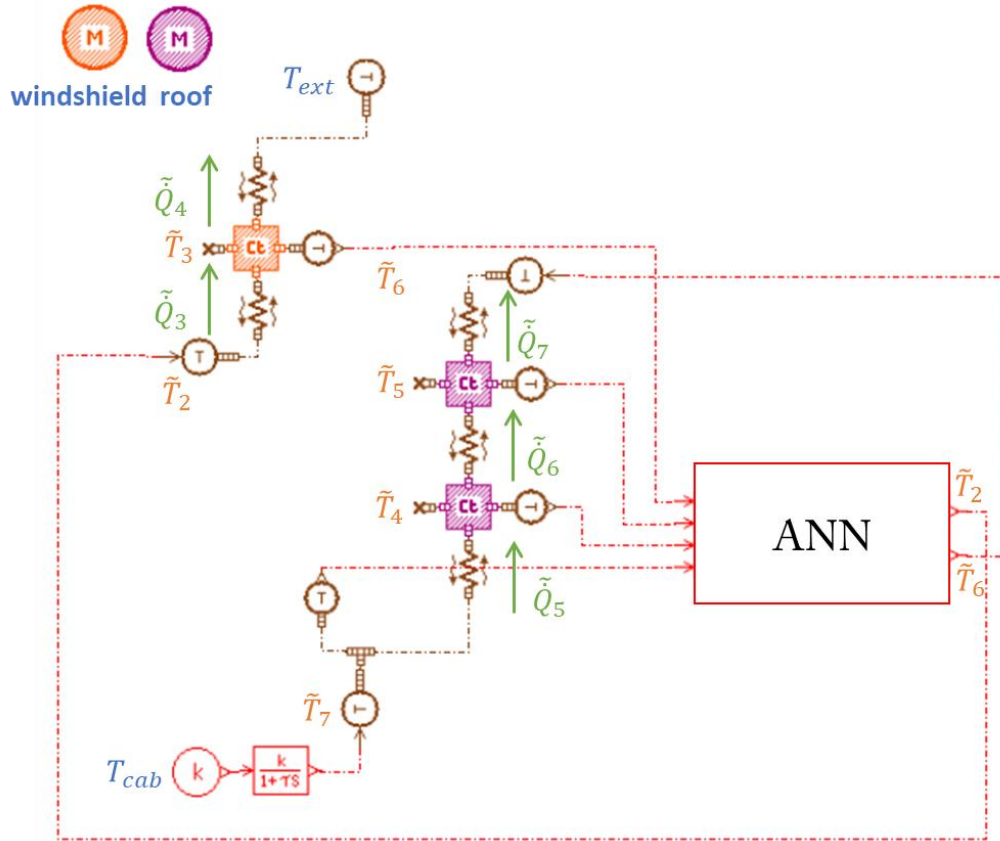 M M
windshield roof
T_ext
T̃_3 Ct
Q̃̇_4
Q̃̇_3
T
T̃_2
T̃_6
Q̃̇_7
T̃_5 Ct
Q̃̇_6
T̃_4 Ct
Q̃̇_5
ANN
T̃_2
T̃_6
T
T̃_7
T_cab k
k
1+τS